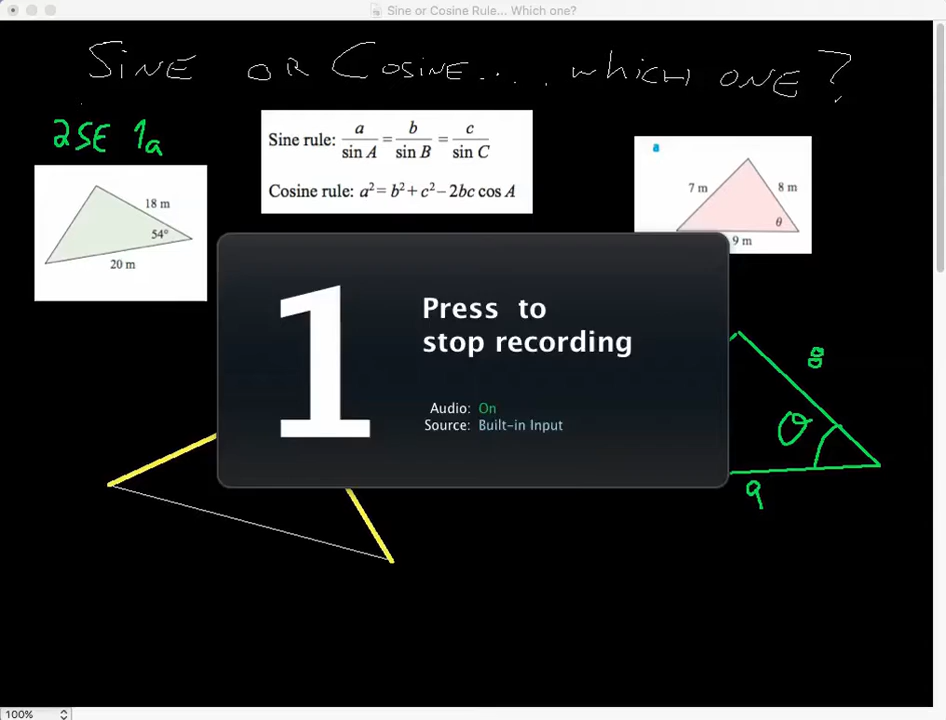 Sine or Cosine Rule... Which one?
SINE OR COSINE... which ONE?
2SE 1a
Sine rule: a/sin A = b/sin B = c/sin C
Cosine rule: a² = b² + c² − 2bc cos A
a
7 m
8 m
θ
9 m
18 m
54°
20 m
1
Press to
stop recording
Audio: On
Source: Built-in Input
8
θ
9
100%